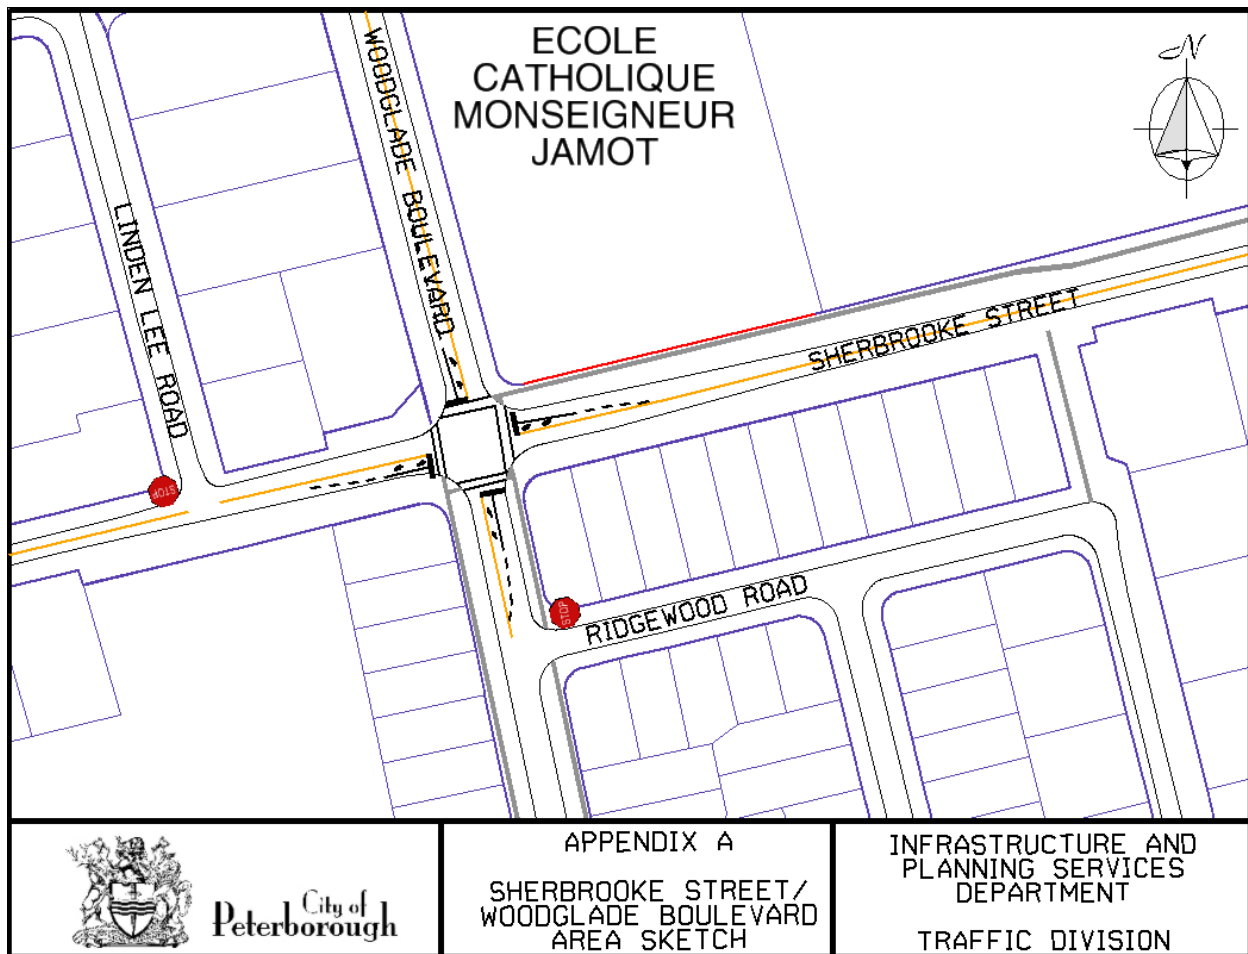 ECOLE
CATHOLIQUE
MONSEIGNEUR
JAMOT
N
WOODGLADE BOULEVARD
LINDEN LEE ROAD
SHERBROOKE STREET
STOP
STOP
RIDGEWOOD ROAD
City of
Peterborough
APPENDIX A
SHERBROOKE STREET/
WOODGLADE BOULEVARD
AREA SKETCH
INFRASTRUCTURE AND
PLANNING SERVICES
DEPARTMENT
TRAFFIC DIVISION